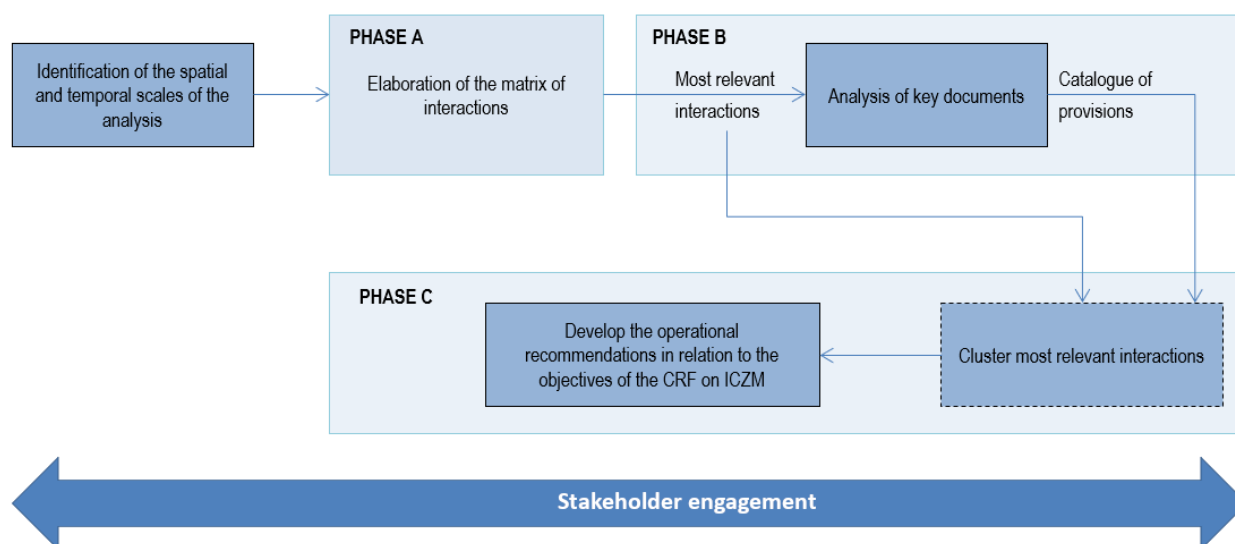 Identification of the spatial
and temporal scales of the
analysis
PHASE A
Elaboration of the matrix of
interactions
PHASE B
Most relevant
interactions
Analysis of key documents
Catalogue of
provisions
PHASE C
Develop the operational
recommendations in relation to the
objectives of the CRF on ICZM
Cluster most relevant interactions
Stakeholder engagement